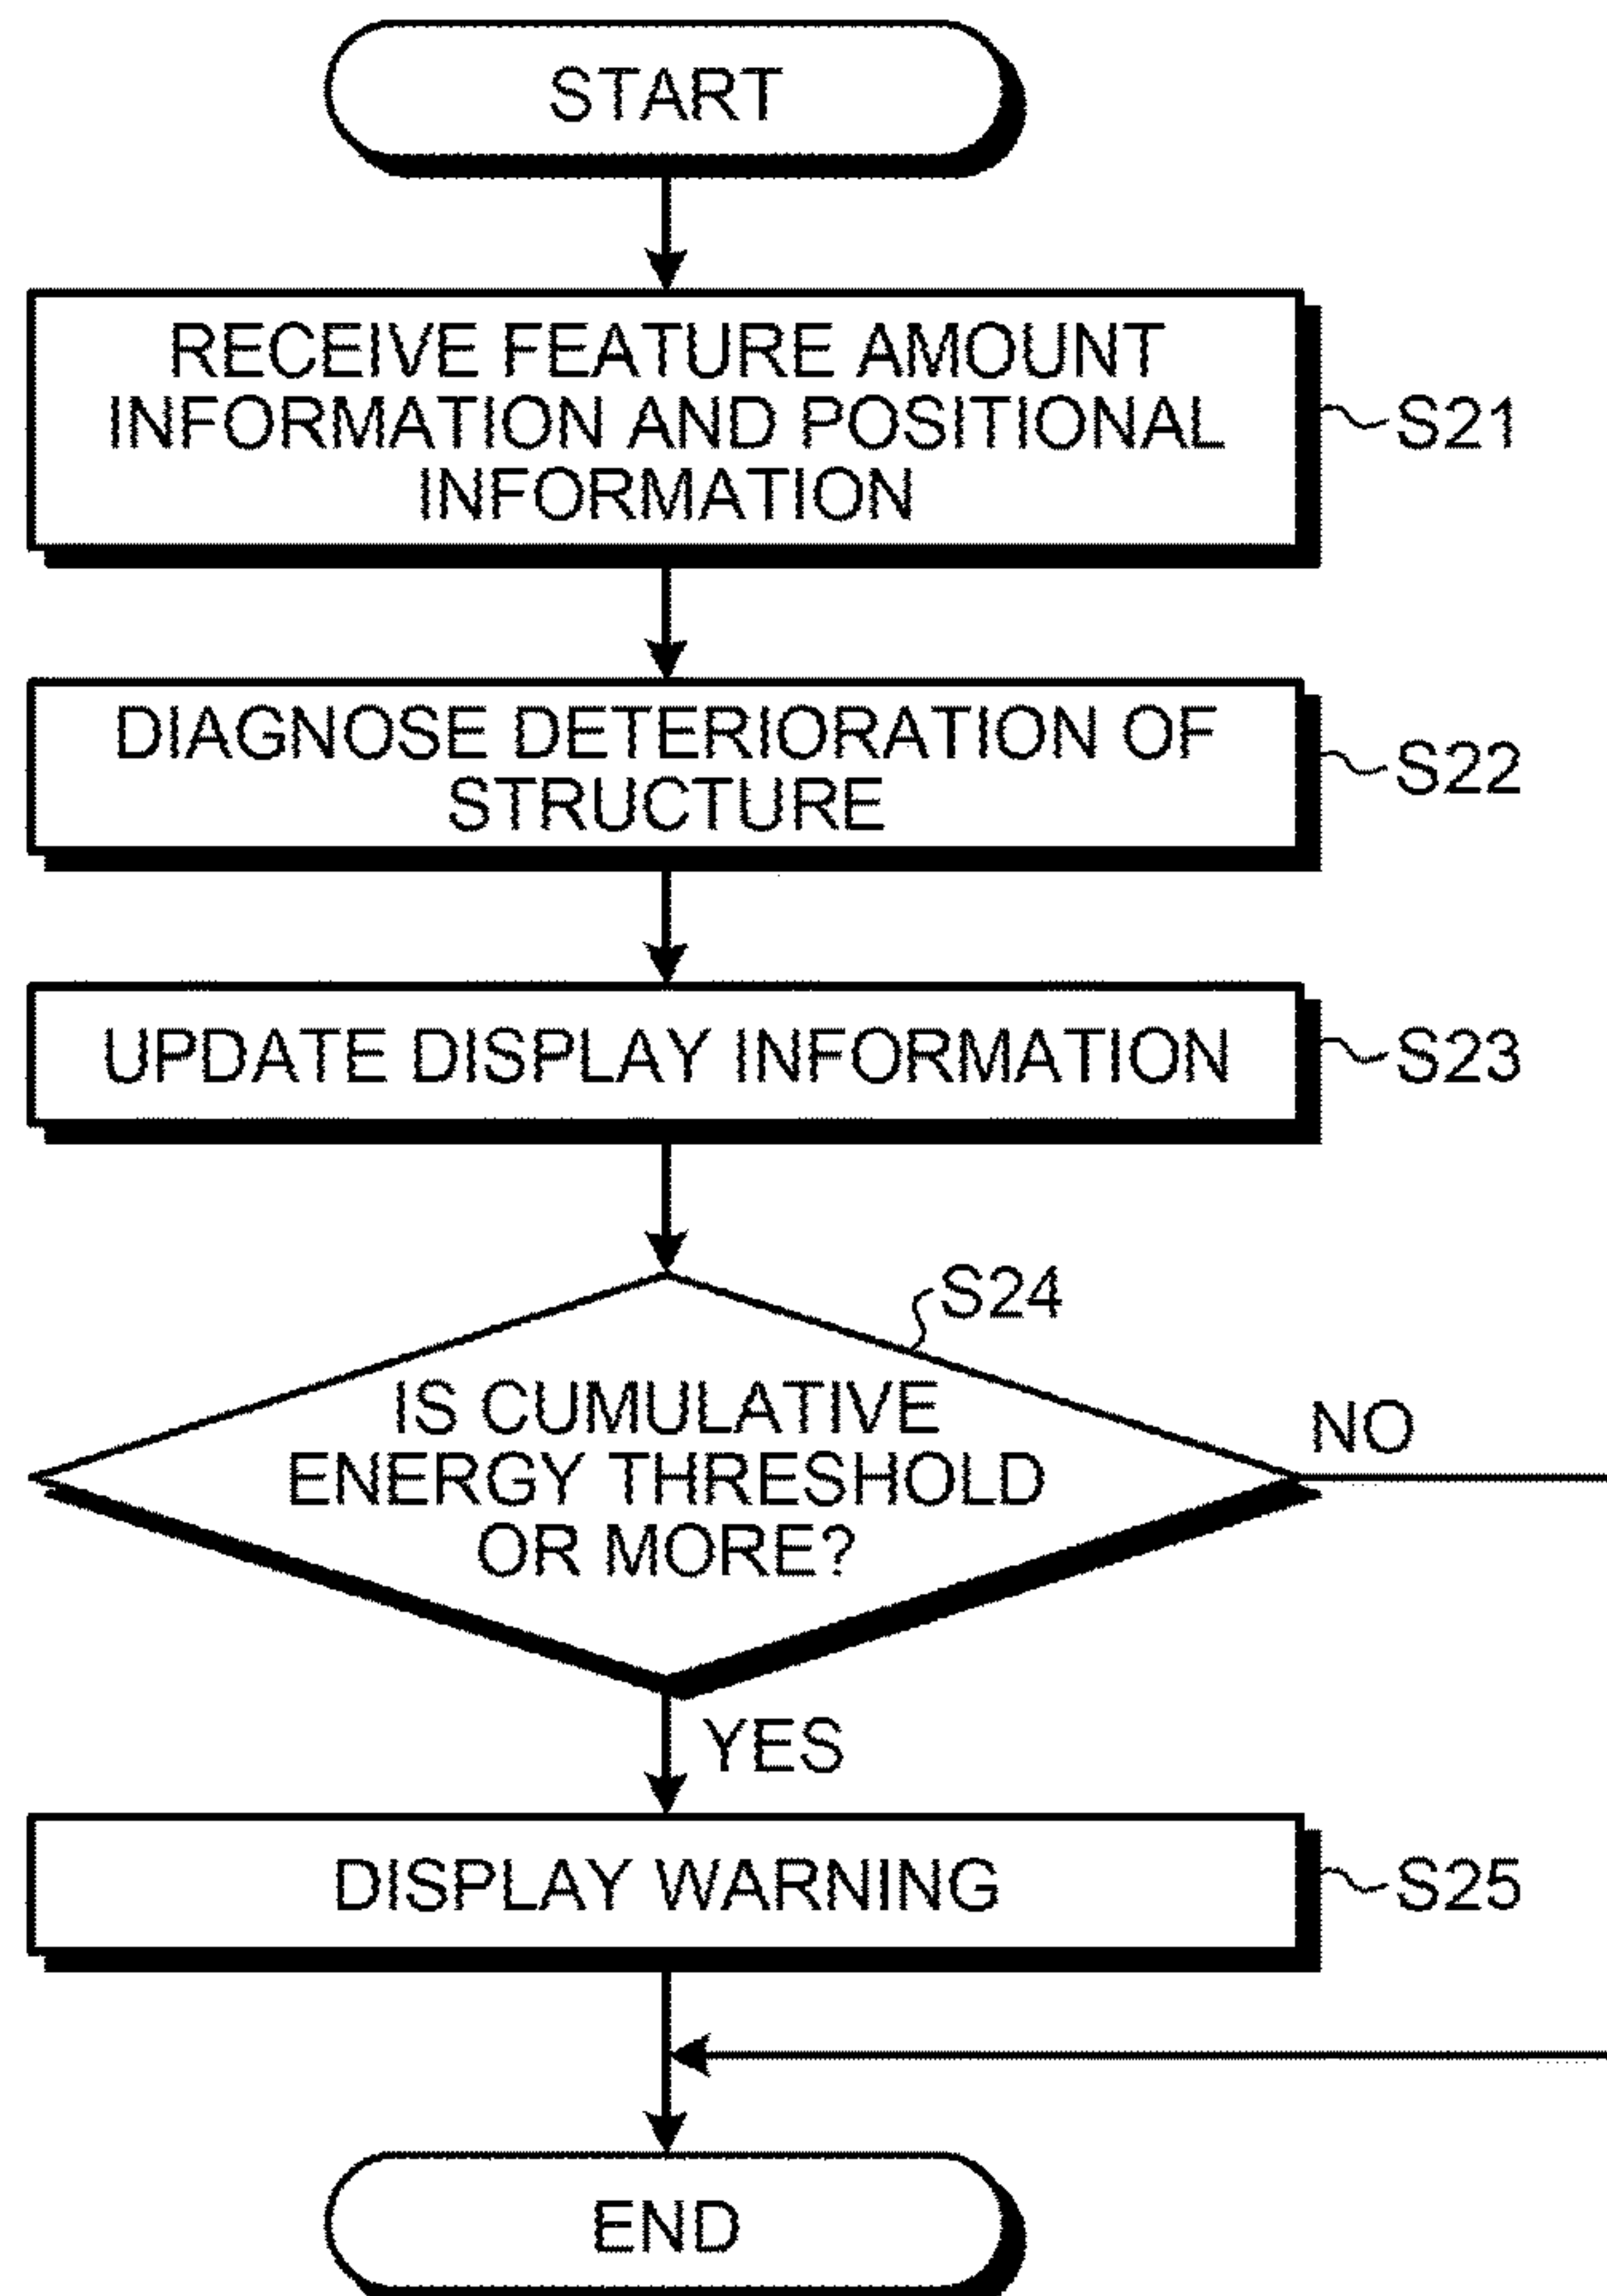 START
RECEIVE FEATURE AMOUNT
INFORMATION AND POSITIONAL
INFORMATION
S21
DIAGNOSE DETERIORATION OF
STRUCTURE
S22
UPDATE DISPLAY INFORMATION
S23
S24
IS CUMULATIVE
ENERGY THRESHOLD
OR MORE?
NO
YES
DISPLAY WARNING
S25
END